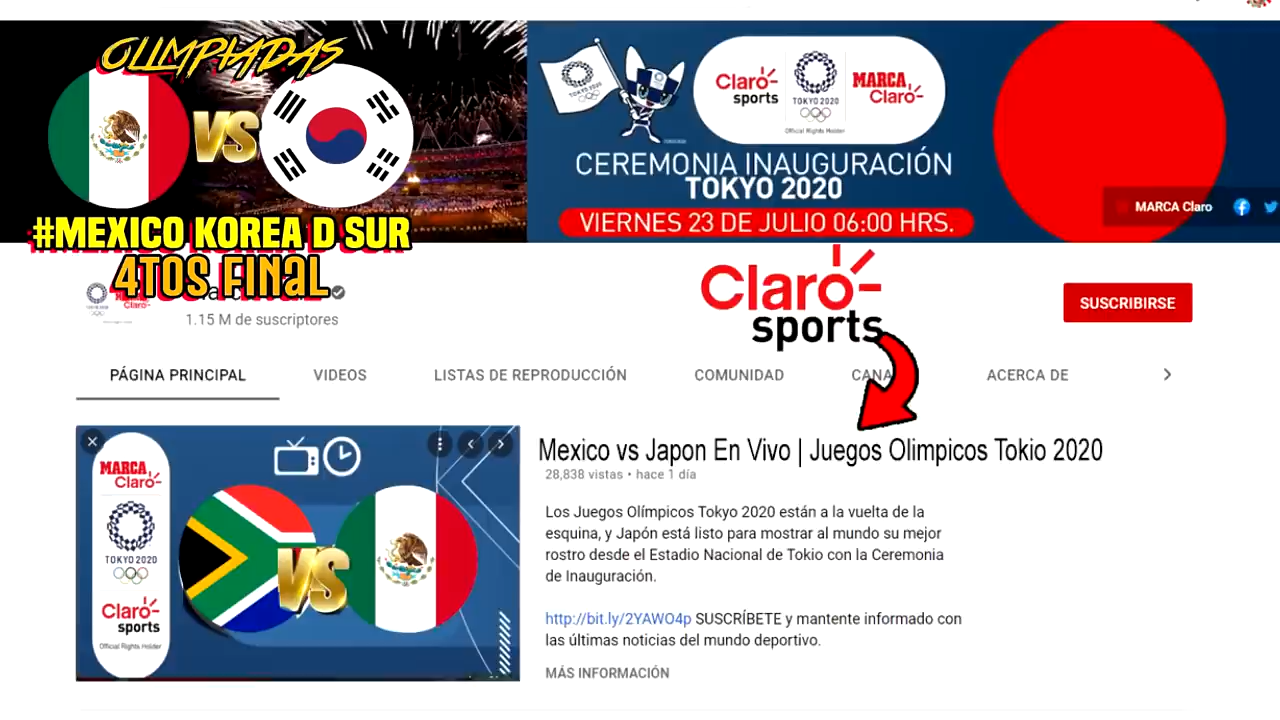 OLIMPIADAS
VS
#MEXICO KOREA D SUR
4TOS FINAL
TOKYO 2020
Claro
sports
TOKYO 2020
Official Rights Holder
MARCA
Claro
CEREMONIA INAUGURACIÓN
TOKYO 2020
VIERNES 23 DE JULIO 06:00 HRS.
MARCA Claro
1.15 M de suscriptores
Claro
sports
SUSCRIBIRSE
PÁGINA PRINCIPAL
VIDEOS
LISTAS DE REPRODUCCIÓN
COMUNIDAD
CANA
ACERCA DE
MARCA
Claro
TOKYO 2020
Claro
sports
Official Rights Holder
VS
Mexico vs Japon En Vivo | Juegos Olimpicos Tokio 2020
28,838 vistas • hace 1 día
Los Juegos Olímpicos Tokyo 2020 están a la vuelta de la
esquina, y Japón está listo para mostrar al mundo su mejor
rostro desde el Estadio Nacional de Tokio con la Ceremonia
de Inauguración.
http://bit.ly/2YAWO4p SUSCRÍBETE y mantente informado con
las últimas noticias del mundo deportivo.
MÁS INFORMACIÓN